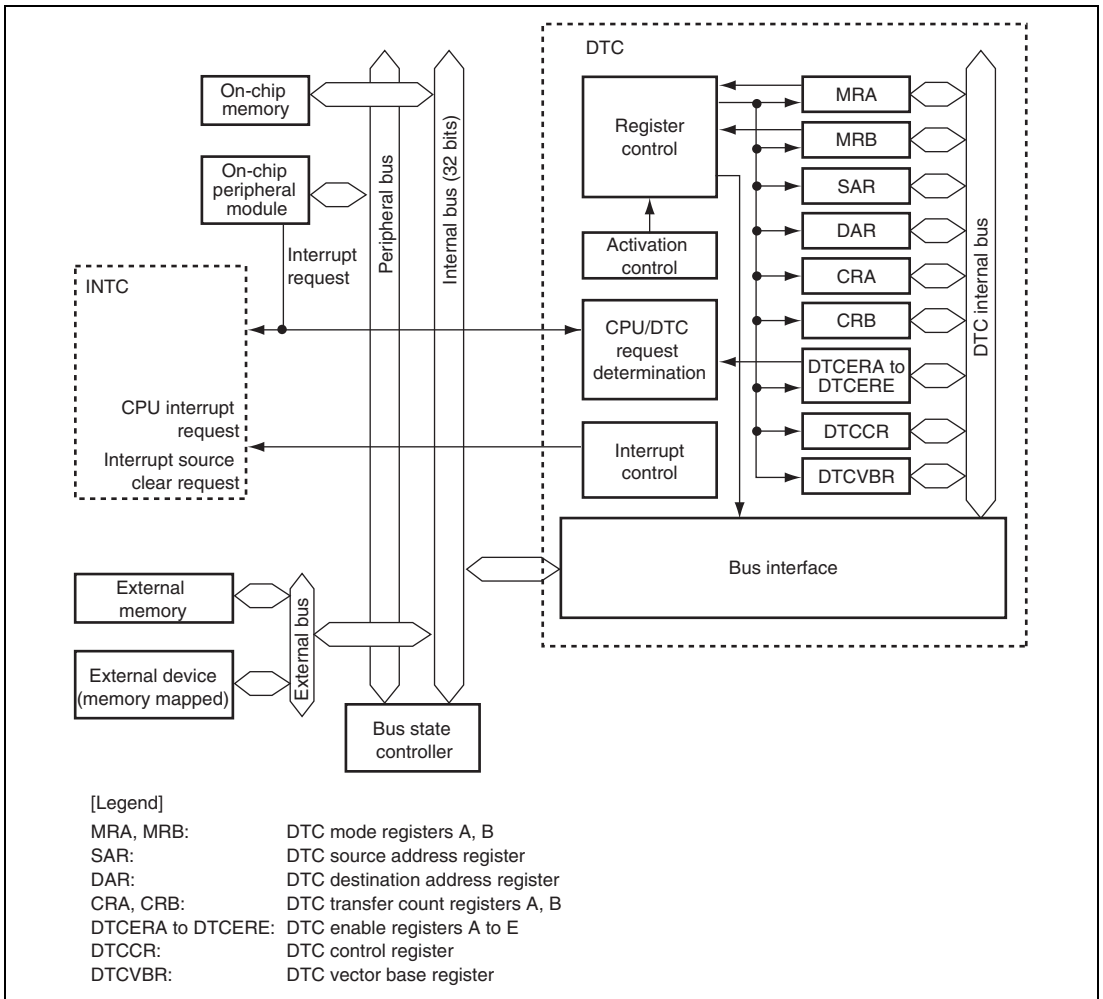 DTC
On-chip
memory
On-chip
peripheral
module
Interrupt
request
Peripheral bus
Internal bus (32 bits)
Register
control
Activation
control
CPU/DTC
request
determination
Interrupt
control
MRA
MRB
SAR
DAR
CRA
CRB
DTCERA to
DTCERE
DTCCR
DTCVBR
DTC internal bus
INTC
CPU interrupt
request
Interrupt source
clear request
Bus interface
External
memory
External device
(memory mapped)
External bus
Bus state
controller
[Legend]
MRA, MRB: DTC mode registers A, B
SAR: DTC source address register
DAR: DTC destination address register
CRA, CRB: DTC transfer count registers A, B
DTCERA to DTCERE: DTC enable registers A to E
DTCCR: DTC control register
DTCVBR: DTC vector base register